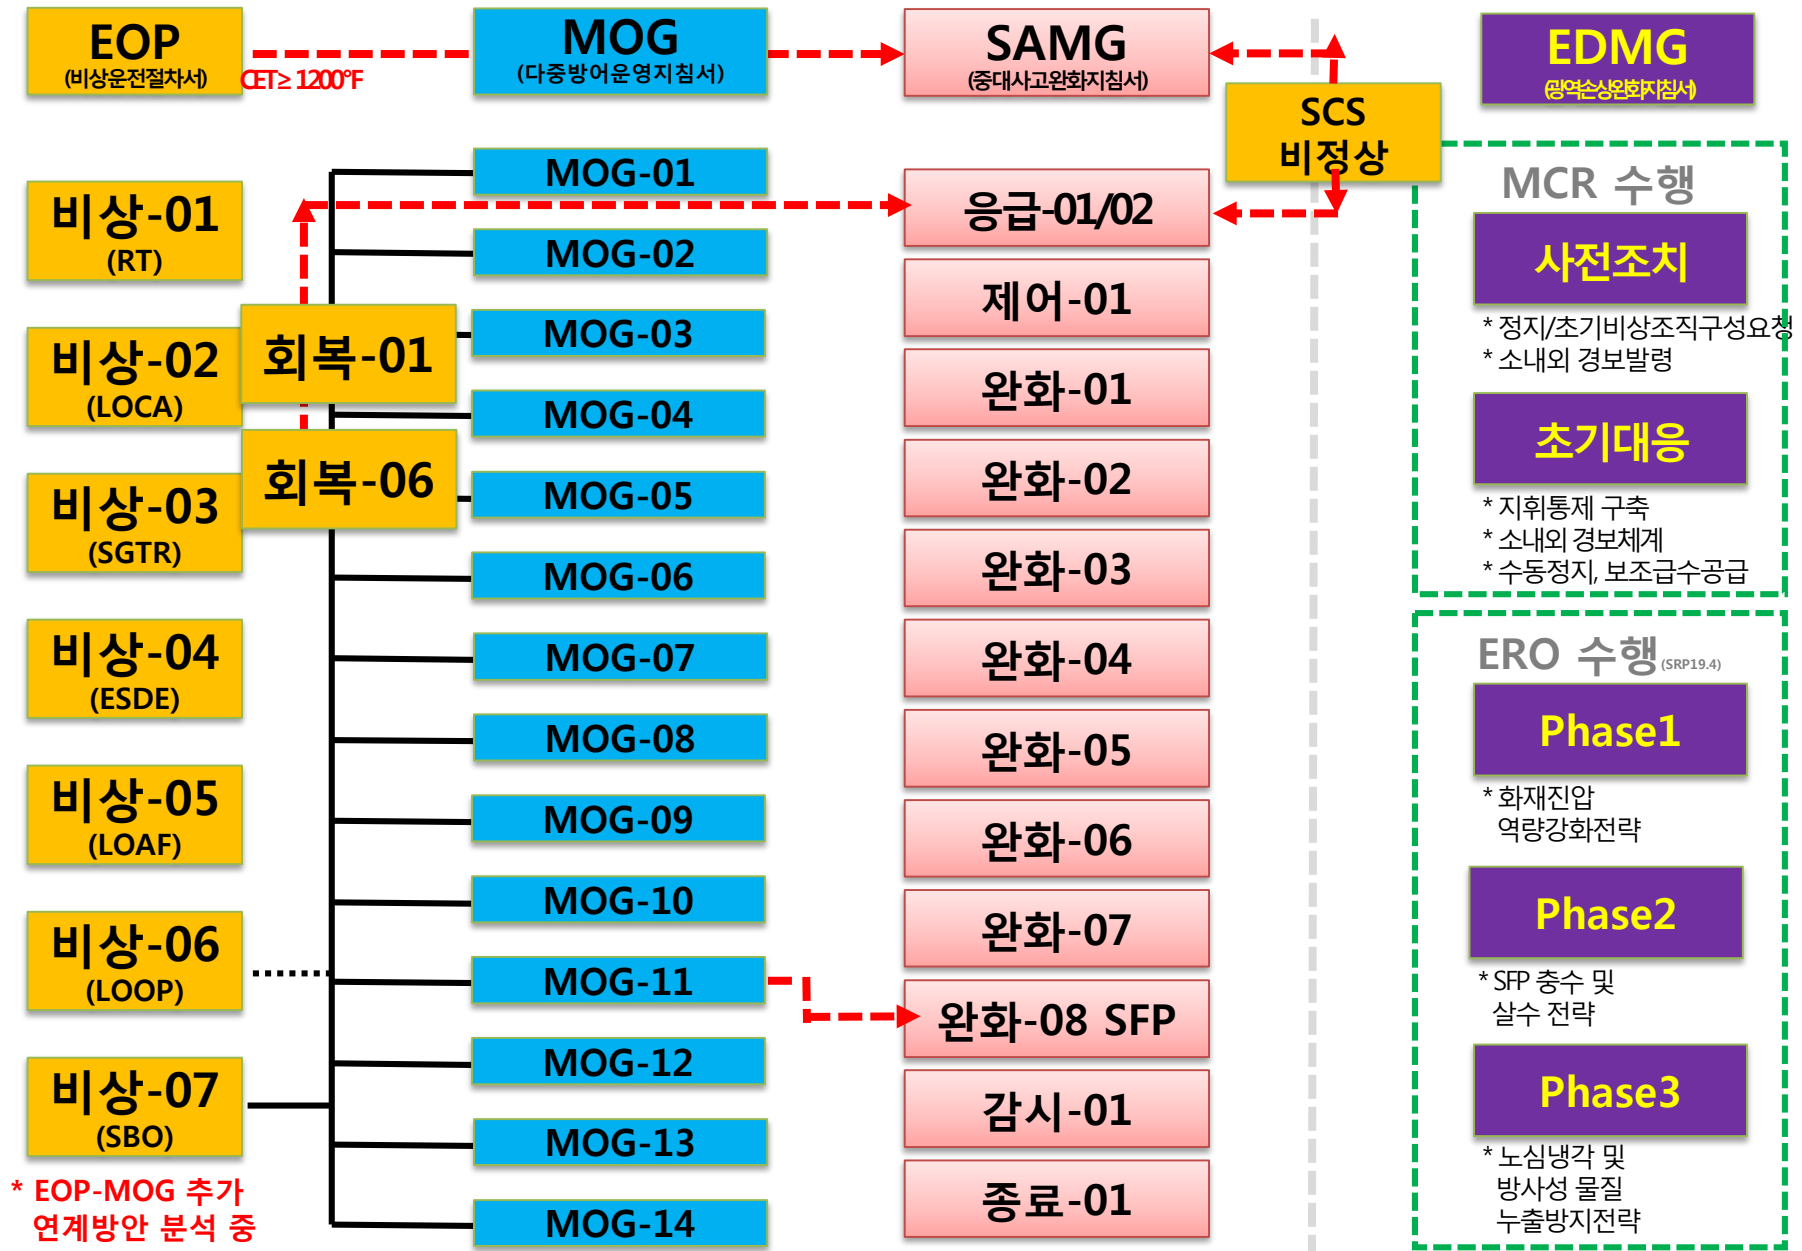 EOP
(비상운전절차서)
CET≥ 1200°F
MOG
(다중방어운영지침서)
SAMG
(중대사고완화지침서)
SCS
비정상
EDMG
(광역손상완화지침서)
비상-01
(RT)
비상-02
(LOCA)
비상-03
(SGTR)
비상-04
(ESDE)
비상-05
(LOAF)
비상-06
(LOOP)
비상-07
(SBO)
* EOP-MOG 추가
연계방안 분석 중
회복-01
회복-06
MOG-01
MOG-02
MOG-03
MOG-04
MOG-05
MOG-06
MOG-07
MOG-08
MOG-09
MOG-10
MOG-11
MOG-12
MOG-13
MOG-14
응급-01/02
제어-01
완화-01
완화-02
완화-03
완화-04
완화-05
완화-06
완화-07
완화-08 SFP
감시-01
종료-01
MCR 수행
사전조치
* 정지/초기비상조직구성요청
* 소내외 경보발령
초기대응
* 지휘통제 구축
* 소내외 경보체계
* 수동정지, 보조급수공급
ERO 수행(SRP19.4)
Phase1
* 화재진압
역량강화전략
Phase2
* SFP 충수 및
살수 전략
Phase3
* 노심냉각 및
방사성 물질
누출방지전략